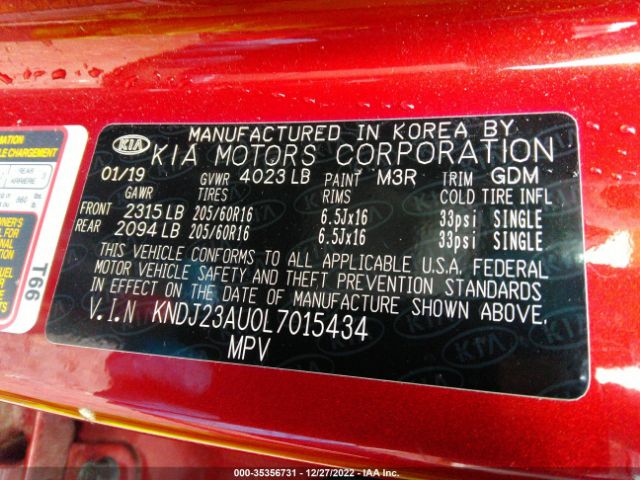 MANUFACTURED IN KOREA BY
KIA KIA MOTORS CORPORATION
01/19 GVWR 4023 LB PAINT M3R TRIM GDM
GAWR TIRES RIMS COLD TIRE INFL
FRONT 2315 LB 205/60R16 6.5Jx16 33psi SINGLE
REAR 2094 LB 205/60R16 6.5Jx16 33psi SINGLE
THIS VEHICLE CONFORMS TO ALL APPLICABLE U.S.A. FEDERAL
MOTOR VEHICLE SAFETY AND THEFT PREVENTION STANDARDS
IN EFFECT ON THE DATE OF MANUFACTURE SHOWN ABOVE.
V.I.N KNDJ23AU0L7015434
MPV
REAR
T66
000-35356731 - 12/27/2022 - IAA Inc.